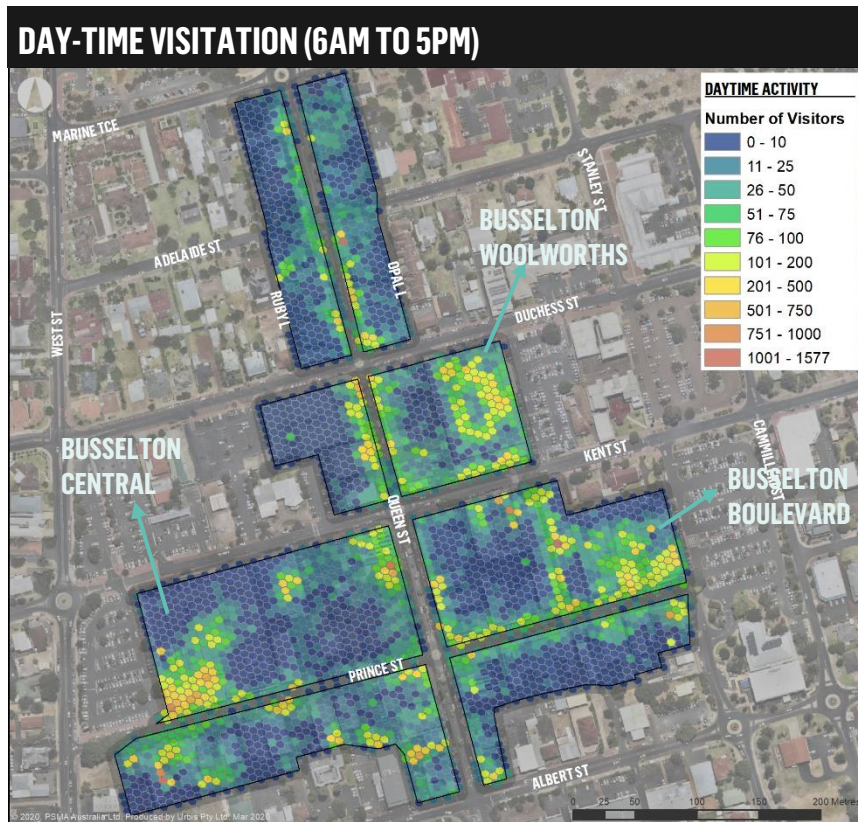 DAY-TIME VISITATION (6AM TO 5PM)
DAYTIME ACTIVITY
Number of Visitors
0 - 10
11 - 25
26 - 50
51 - 75
76 - 100
101 - 200
201 - 500
501 - 750
751 - 1000
1001 - 1577
MARINE TCE
STANLEY ST
BUSSELTON
WOOLWORTHS
ADELAIDE ST
OPAL L
RUBY L
DUCHESS ST
WEST ST
BUSSELTON
CENTRAL
KENT ST
QUEEN ST
BUSSELTON
BOULEVARD
PRINCE ST
ALBERT ST
0 25 50 100 150 200 Metres
© 2020, PSMA Australia Ltd, Produced by Urbis Pty Ltd, Mar 2020